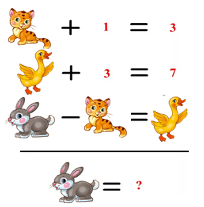 + 1 = 3
+ 3 = 7
- =
= ?